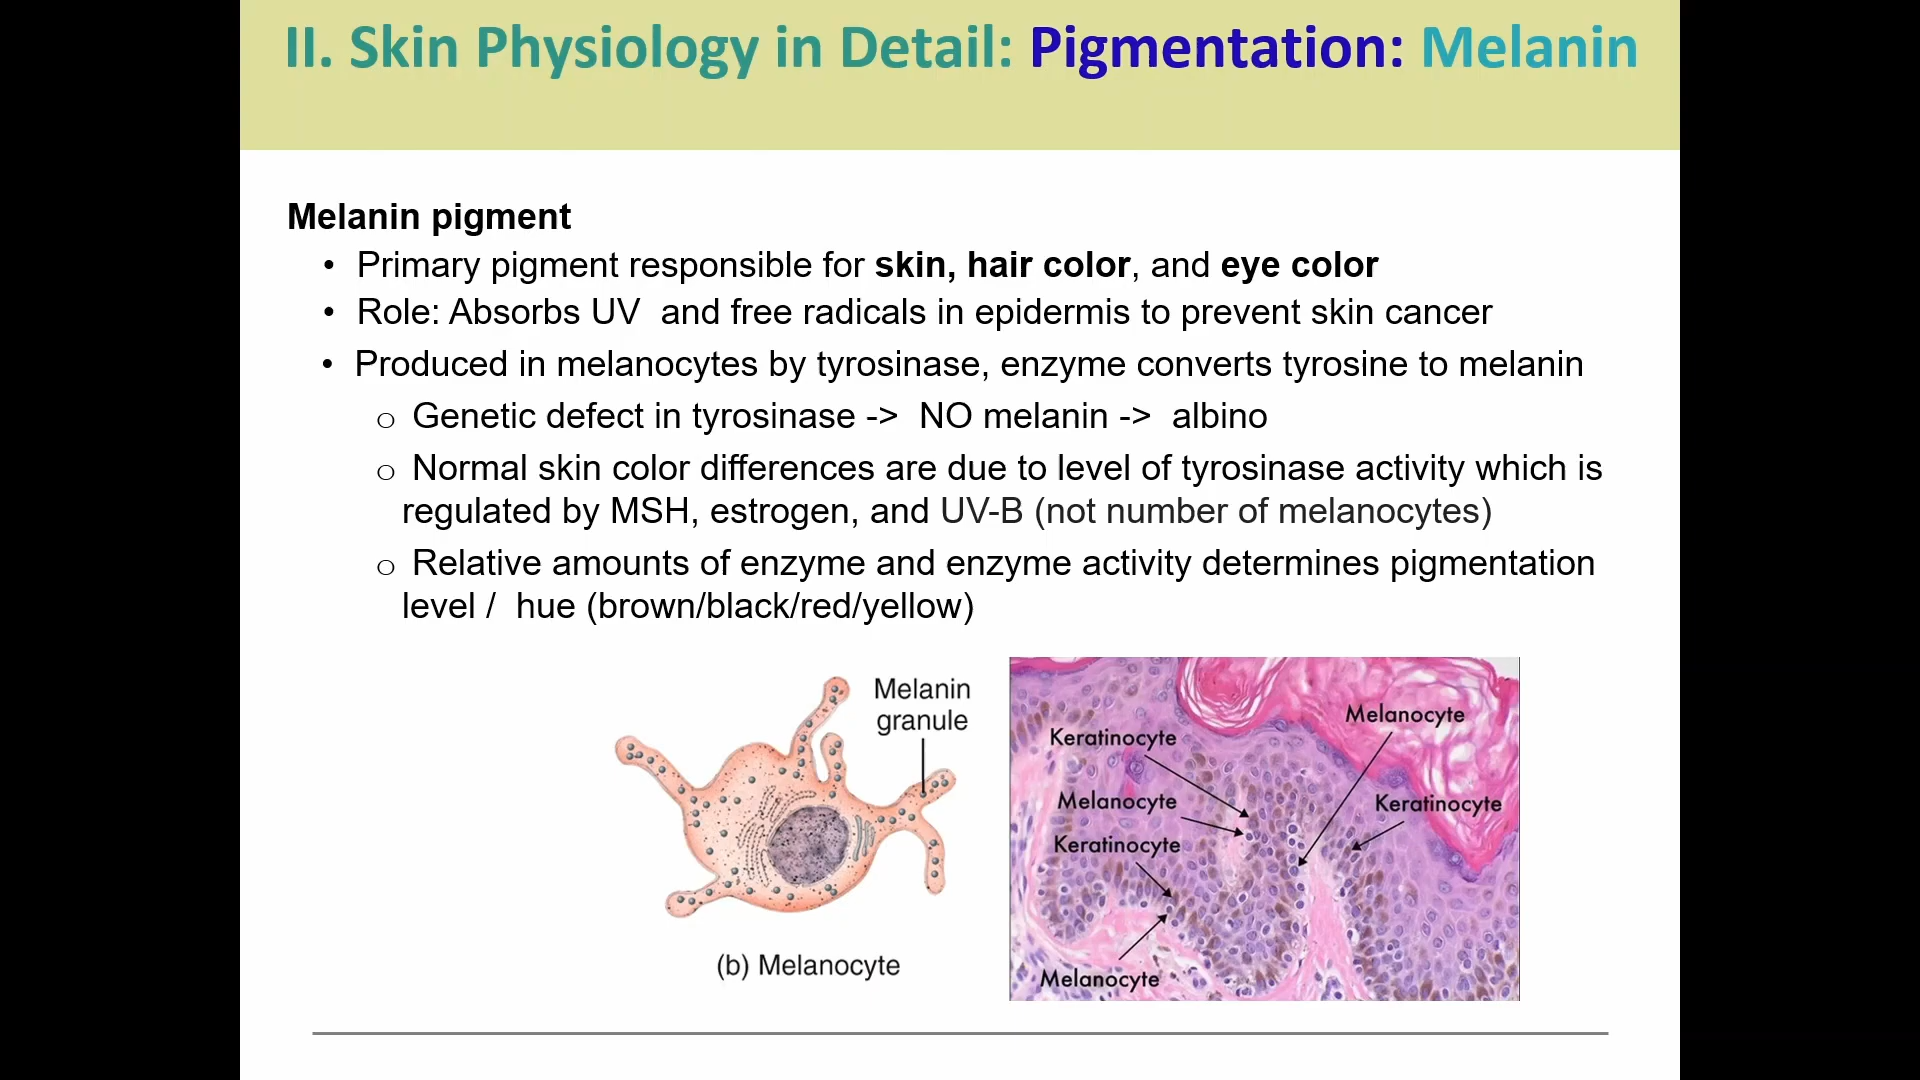 II. Skin Physiology in Detail: Pigmentation: Melanin
Melanin pigment
• Primary pigment responsible for skin, hair color, and eye color
• Role: Absorbs UV  and free radicals in epidermis to prevent skin cancer
• Produced in melanocytes by tyrosinase, enzyme converts tyrosine to melanin
o Genetic defect in tyrosinase ->  NO melanin ->  albino
o Normal skin color differences are due to level of tyrosinase activity which is
regulated by MSH, estrogen, and UV-B (not number of melanocytes)
o Relative amounts of enzyme and enzyme activity determines pigmentation
level /  hue (brown/black/red/yellow)
Melanin
granule
(b) Melanocyte
Melanocyte
Keratinocyte
Melanocyte
Keratinocyte
Keratinocyte
Melanocyte